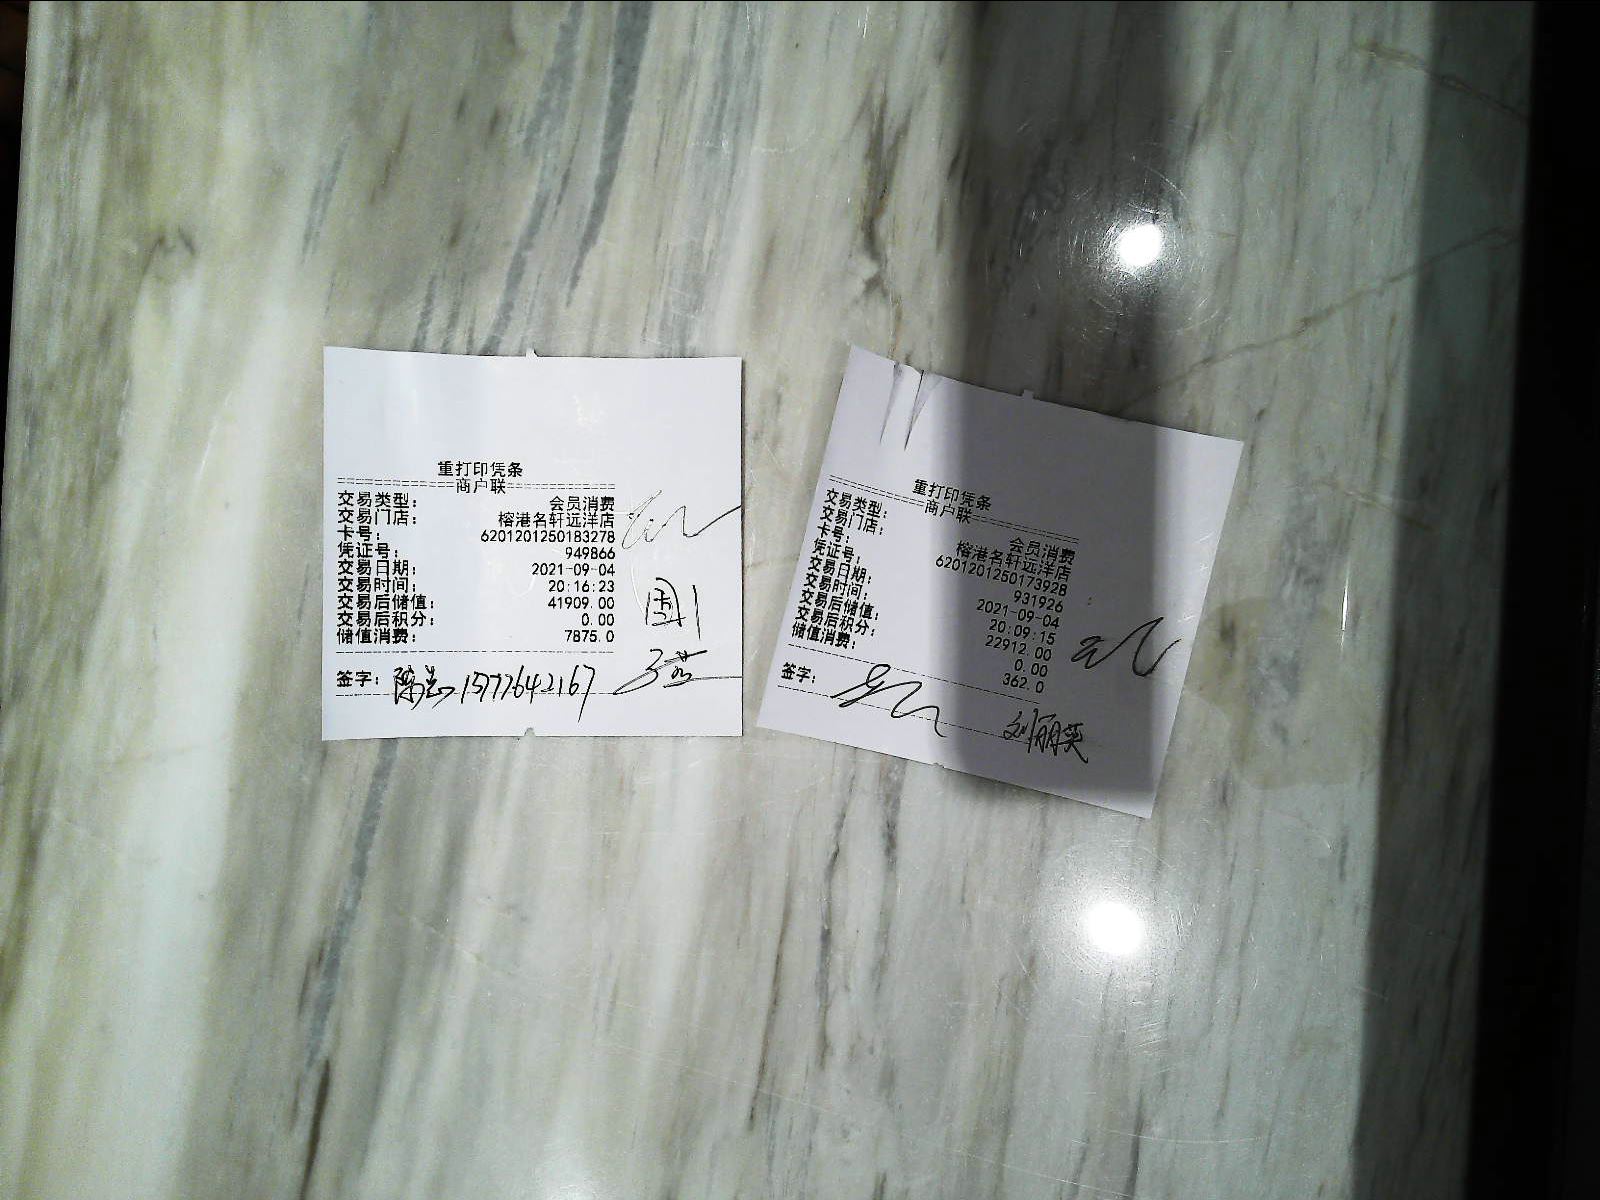 重打印凭条
==============商户联==============
交易类型： 会员消费
交易门店： 榕港名轩远洋店
卡号： 6201201250183278
凭证号： 949866
交易日期： 2021-09-04
交易时间： 20:16:23
交易后储值： 41909.00
交易后积分： 0.00
储值消费： 7875.0
签字： 15777642167
重打印凭条
==============商户联==============
交易类型： 会员消费
交易门店： 榕港名轩远洋店
卡号： 6201201250173928
凭证号： 931926
交易日期： 2021-09-04
交易时间： 20:09:15
交易后储值： 22912.00
交易后积分： 0.00
储值消费： 362.0
签字：
刘丽英